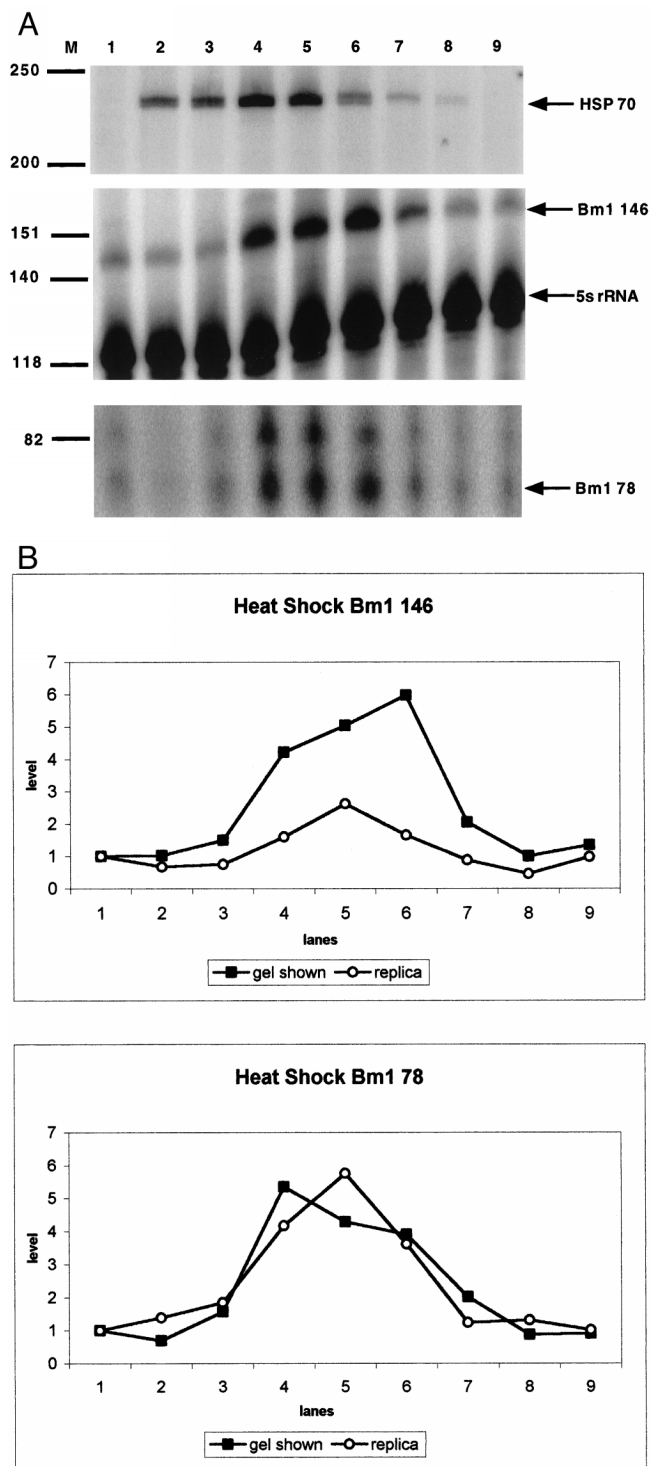 A
M 1 2 3 4 5 6 7 8 9
250
HSP 70
200
Bm1 146
151
140
5s rRNA
118
82
Bm1 78
B
Heat Shock Bm1 146
7
6
5
4
3
2
1
0
level
1 2 3 4 5 6 7 8 9
lanes
gel shown replica
Heat Shock Bm1 78
7
6
5
4
3
2
1
0
level
1 2 3 4 5 6 7 8 9
lanes
gel shown replica